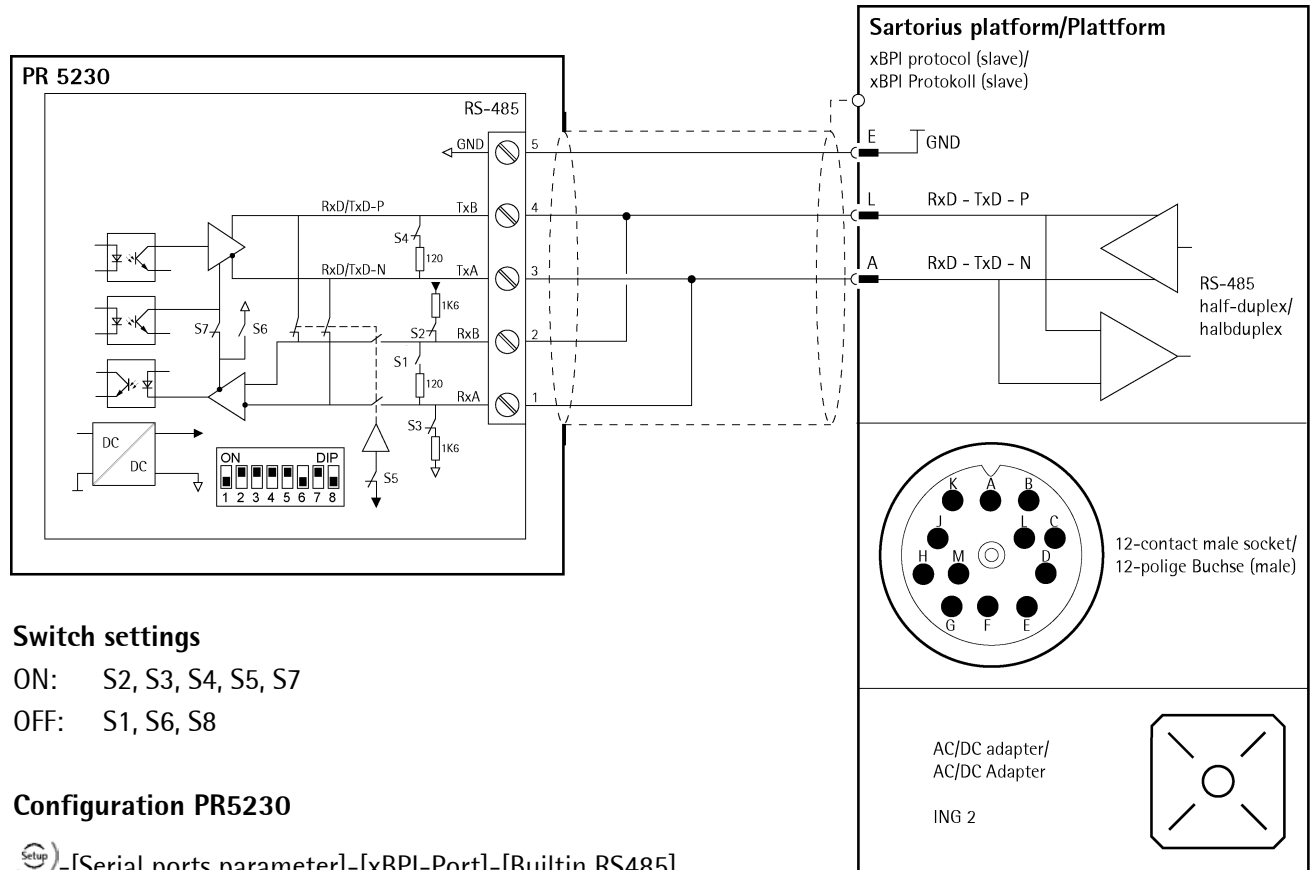 PR 5230
RS-485
GND
5
RxD/TxD-P
TxB
4
S4
120
RxD/TxD-N
TxA
3
1K6
S7
S6
S2
RxB
2
S1
120
RxA
1
S3
1K6
S5
DC
DC
ON DIP
1 2 3 4 5 6 7 8
Sartorius platform/Plattform
xBPI protocol (slave)/
xBPI Protokoll (slave)
E
GND
L
RxD - TxD - P
A
RxD - TxD - N
RS-485
half-duplex/
halbduplex
K A B
J L C
H M D
G F E
12-contact male socket/
12-polige Buchse (male)
AC/DC adapter/
AC/DC Adapter
ING 2
Switch settings
ON: S2, S3, S4, S5, S7
OFF: S1, S6, S8
Configuration PR5230
Setup -[Serial ports parameter]-[xBPI-Port]-[Builtin RS485]